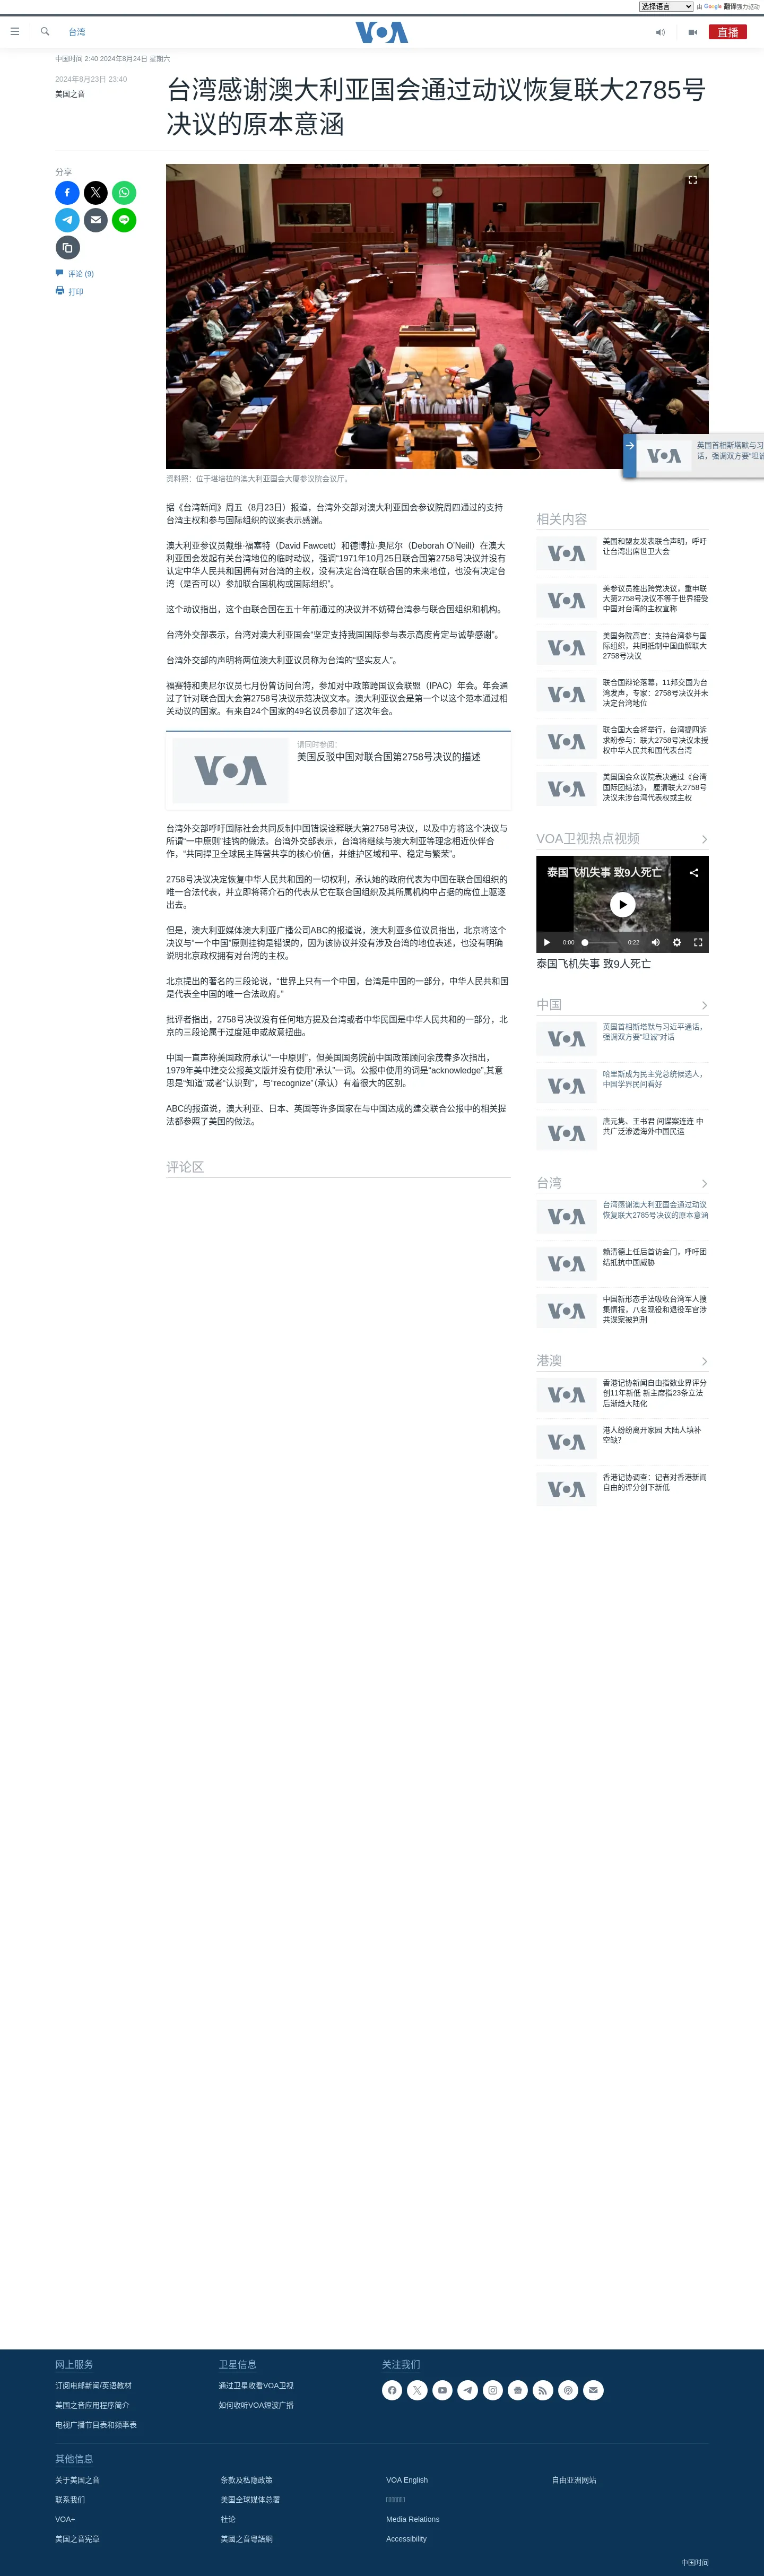 选择语言 由 Google 翻译强力驱动
台湾
VOA
直播
中国时间 2:40 2024年8月24日 星期六
2024年8月23日 23:40
美国之音
台湾感谢澳大利亚国会通过动议恢复联大2785号
决议的原本意涵
分享
评论 (9)
打印
英国首相斯塔默与习
话，强调双方要“坦诚
资料照：位于堪培拉的澳大利亚国会大厦参议院会议厅。
据《台湾新闻》周五（8月23日）报道，台湾外交部对澳大利亚国会参议院周四通过的支持
台湾主权和参与国际组织的议案表示感谢。
澳大利亚参议员戴维·福塞特（David Fawcett）和德博拉·奥尼尔（Deborah O’Neill）在澳大
利亚国会发起有关台湾地位的临时动议，强调“1971年10月25日联合国第2758号决议并没有
认定中华人民共和国拥有对台湾的主权，没有决定台湾在联合国的未来地位，也没有决定台
湾（是否可以）参加联合国机构或国际组织”。
这个动议指出，这个由联合国在五十年前通过的决议并不妨碍台湾参与联合国组织和机构。
台湾外交部表示，台湾对澳大利亚国会“坚定支持我国国际参与表示高度肯定与诚挚感谢”。
台湾外交部的声明将两位澳大利亚议员称为台湾的“坚实友人”。
福赛特和奥尼尔议员七月份曾访问台湾，参加对中政策跨国议会联盟（IPAC）年会。年会通
过了针对联合国大会第2758号决议示范决议文本。澳大利亚议会是第一个以这个文本通过相
关动议的国家。有来自24个国家的49名议员参加了这次年会。
VOA
请同时参阅：
美国反驳中国对联合国第2758号决议的描述
台湾外交部呼吁国际社会共同反制中国错误诠释联大第2758号决议，以及中方将这个决议与
所谓“一中原则”挂钩的做法。台湾外交部表示，台湾将继续与澳大利亚等理念相近伙伴合
作，“共同捍卫全球民主阵营共享的核心价值，并维护区域和平、稳定与繁荣”。
2758号决议决定恢复中华人民共和国的一切权利，承认她的政府代表为中国在联合国组织的
唯一合法代表，并立即将蒋介石的代表从它在联合国组织及其所属机构中占据的席位上驱逐
出去。
但是，澳大利亚媒体澳大利亚广播公司ABC的报道说，澳大利亚多位议员指出，北京将这个
决议与“一个中国”原则挂钩是错误的，因为该协议并没有涉及台湾的地位表述，也没有明确
说明北京政权拥有对台湾的主权。
北京提出的著名的三段论说，“世界上只有一个中国，台湾是中国的一部分，中华人民共和国
是代表全中国的唯一合法政府。”
批评者指出，2758号决议没有任何地方提及台湾或者中华民国是中华人民共和的一部分，北
京的三段论属于过度延申或故意扭曲。
中国一直声称美国政府承认“一中原则”，但美国国务院前中国政策顾问余茂春多次指出，
1979年美中建交公报英文版并没有使用“承认”一词。公报中使用的词是“acknowledge”,其意
思是“知道”或者“认识到”，与“recognize”（承认）有着很大的区别。
ABC的报道说，澳大利亚、日本、英国等许多国家在与中国达成的建交联合公报中的相关提
法都参照了美国的做法。
评论区
相关内容
美国和盟友发表联合声明，呼吁
让台湾出席世卫大会
美参议员推出跨党决议，重申联
大第2758号决议不等于世界接受
中国对台湾的主权宣称
美国务院高官：支持台湾参与国
际组织，共同抵制中国曲解联大
2758号决议
联合国辩论落幕，11邦交国为台
湾发声，专家：2758号决议并未
决定台湾地位
联合国大会将举行，台湾提四诉
求盼参与：联大2758号决议未授
权中华人民共和国代表台湾
美国国会众议院表决通过《台湾
国际团结法》， 厘清联大2758号
决议未涉台湾代表权或主权
VOA卫视热点视频
泰国飞机失事 致9人死亡
0:00 0:22
泰国飞机失事 致9人死亡
中国
英国首相斯塔默与习近平通话，
强调双方要“坦诚”对话
哈里斯成为民主党总统候选人，
中国学界民间看好
唐元隽、王书君 间谍案连连 中
共广泛渗透海外中国民运
台湾
台湾感谢澳大利亚国会通过动议
恢复联大2785号决议的原本意涵
赖清德上任后首访金门，呼吁团
结抵抗中国威胁
中国新形态手法吸收台湾军人搜
集情报，八名现役和退役军官涉
共谍案被判刑
港澳
香港记协新闻自由指数业界评分
创11年新低 新主席指23条立法
后渐趋大陆化
港人纷纷离开家园 大陆人填补
空缺？
香港记协调查：记者对香港新闻
自由的评分创下新低
网上服务
订阅电邮新闻/英语教材
美国之音应用程序简介
电视广播节目表和频率表
卫星信息
通过卫星收看VOA卫视
如何收听VOA短波广播
关注我们
其他信息
关于美国之音
联系我们
VOA+
美国之音宪章
条款及私隐政策
美国全球媒体总署
社论
美國之音粵語網
VOA English
Media Relations
Accessibility
自由亚洲网站
中国时间